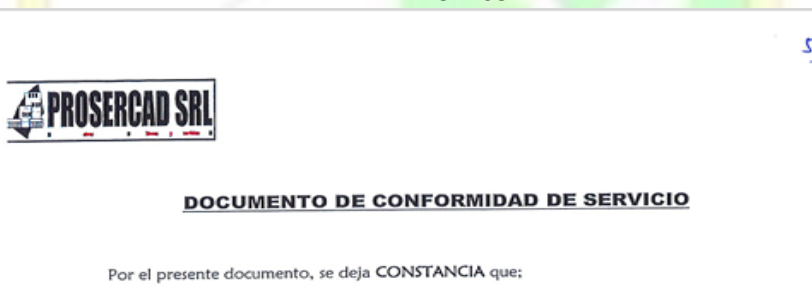 PROSERCAD SRL
DOCUMENTO DE CONFORMIDAD DE SERVICIO
Por el presente documento, se deja CONSTANCIA que;